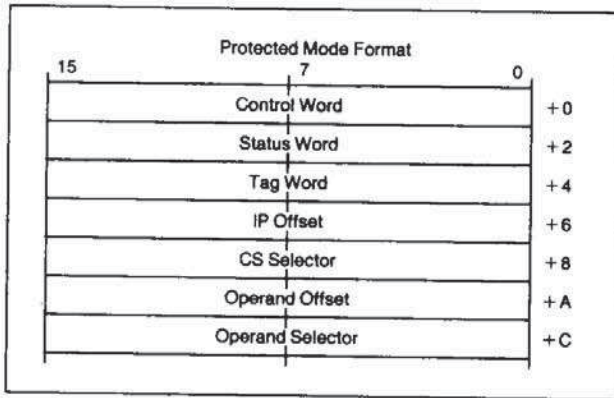 Protected Mode Format
15 7 0
Control Word +0
Status Word +2
Tag Word +4
IP Offset +6
CS Selector +8
Operand Offset +A
Operand Selector +C